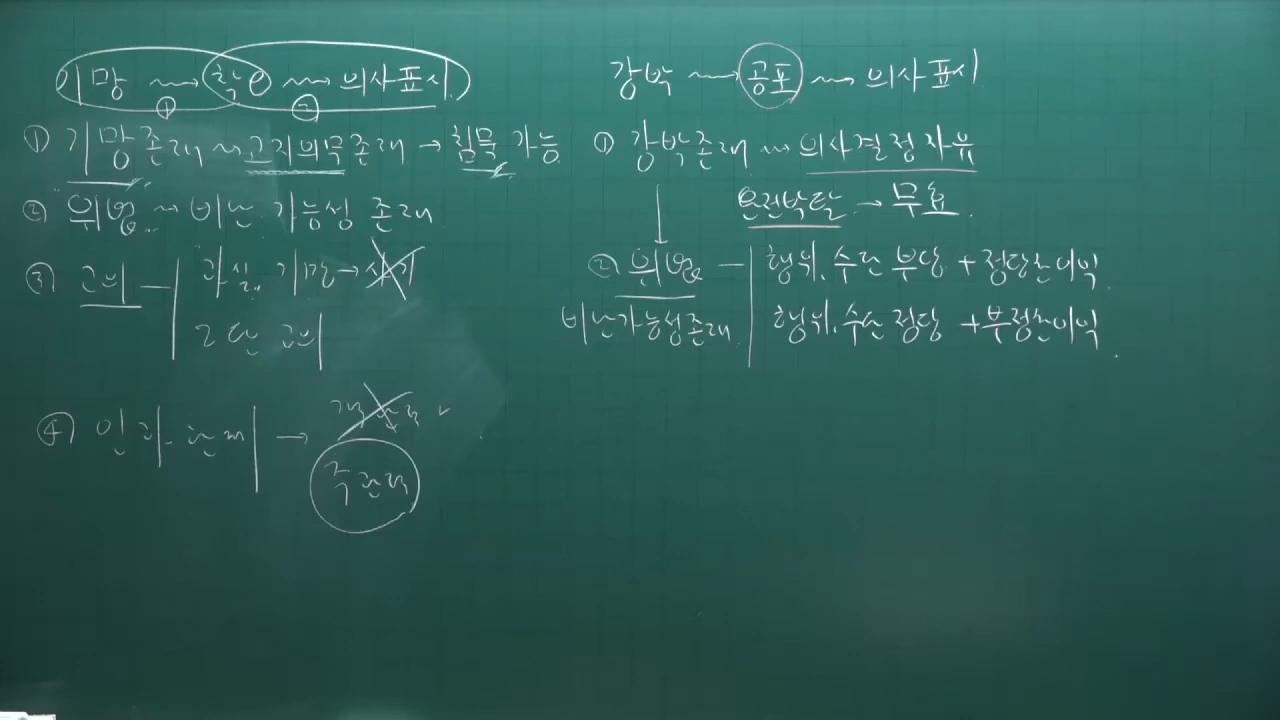 기망 ⟿ 착오 ⟿ 의사표시
① ②
① 기망존재 ⟿ 고지의무존재 → 침묵 가능
② "위법" ⟿ 비난 가능성 존재
③ 고의 — 과실. 기망 → 사기
2단 고의
④ 인과관계 → 객관적
주관적
강박 ⟿ 공포 ⟿ 의사표시
① 강박존재 … 의사결정자유
완전박탈 → 무효
② 위법 — 행위. 수단 부당 + 정당한이익.
비난가능성존재. 행위. 수단 정당 + 부정한이익.